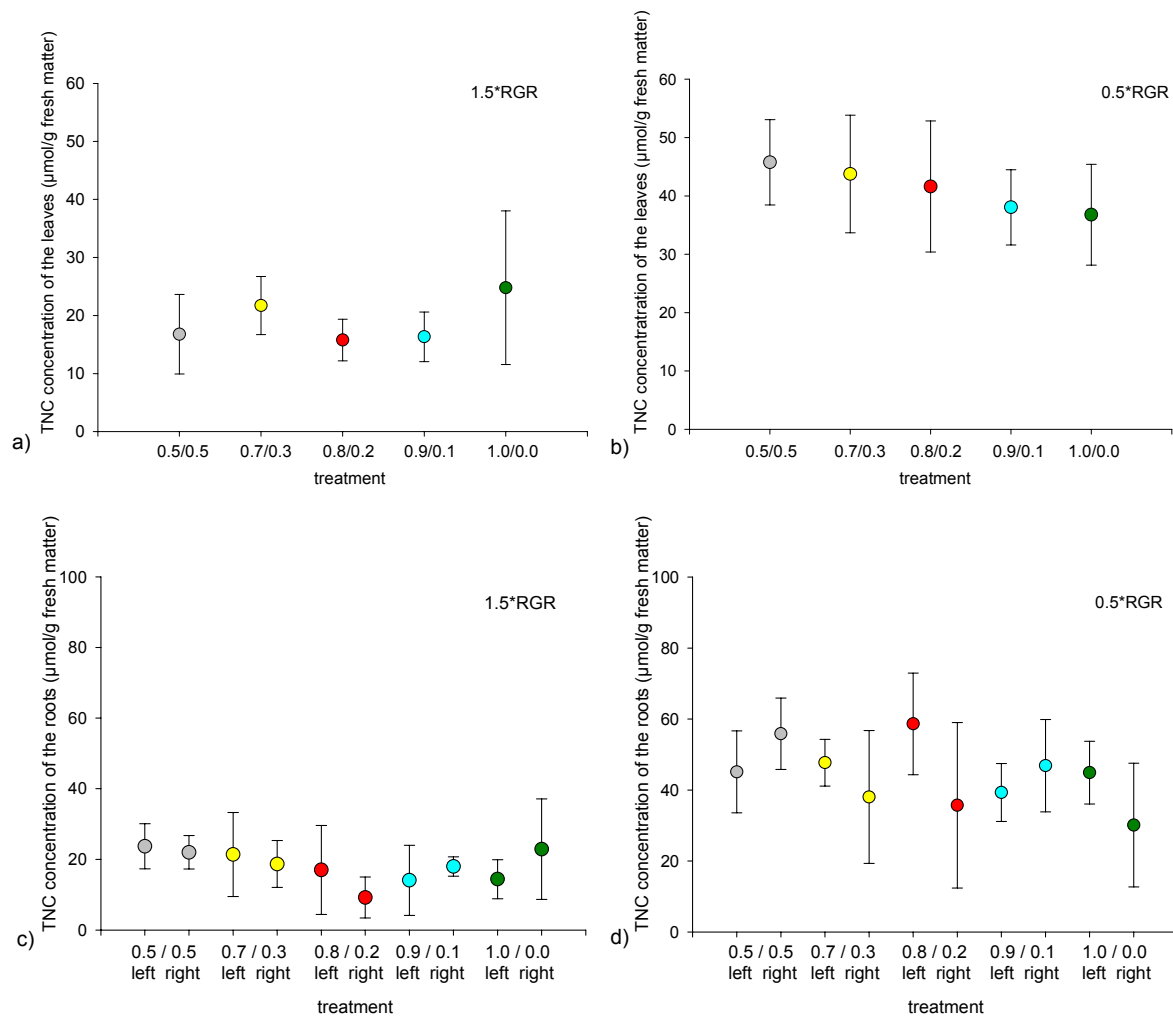 TNC concentration of the leaves (µmol/g fresh matter)
60
50
40
30
20
10
0
1.5*RGR
0.5/0.5 0.7/0.3 0.8/0.2 0.9/0.1 1.0/0.0
treatment
a)
TNC concentratration of the leaves (µmol/g fresh matter)
60
50
40
30
20
10
0
0.5*RGR
0.5/0.5 0.7/0.3 0.8/0.2 0.9/0.1 1.0/0.0
treatment
b)
TNC concentration of the roots (µmol/g fresh matter)
100
80
60
40
20
0
1.5*RGR
0.5 / 0.5 0.7 / 0.3 0.8 / 0.2 0.9 / 0.1 1.0 / 0.0
left right left right left right left right left right
treatment
c)
TNC concentration of the roots (µmol/g fresh matter)
100
80
60
40
20
0
0.5*RGR
0.5 / 0.5 0.7 / 0.3 0.8 / 0.2 0.9 / 0.1 1.0 / 0.0
left right left right left right left right left right
treatment
d)